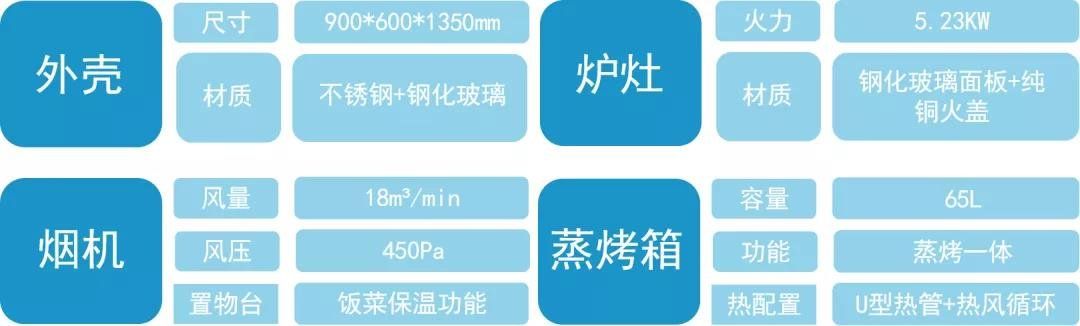 外壳
尺寸
900*600*1350mm
材质
不锈钢+钢化玻璃
炉灶
火力
5.23KW
材质
钢化玻璃面板+纯
铜火盖
烟机
风量
18m³/min
风压
450Pa
置物台
饭菜保温功能
蒸烤箱
容量
65L
功能
蒸烤一体
热配置
U型热管+热风循环